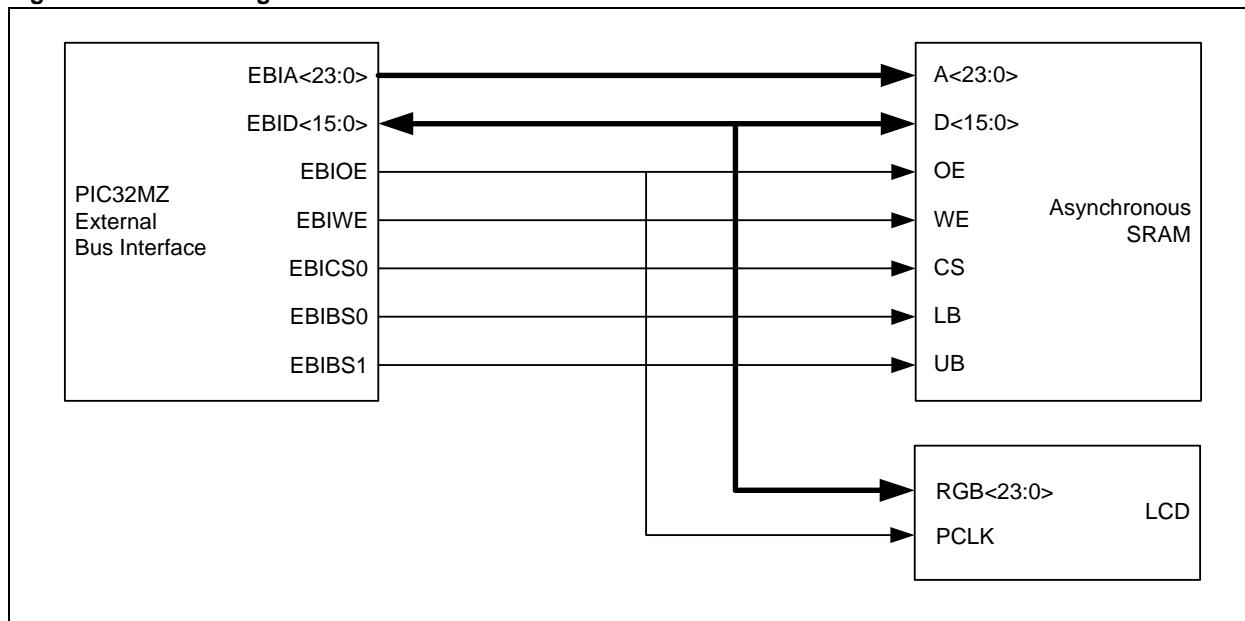 PIC32MZ
External
Bus Interface
EBIA<23:0>
EBID<15:0>
EBIOE
EBIWE
EBICS0
EBIBS0
EBIBS1
A<23:0>
D<15:0>
OE
WE
CS
LB
UB
Asynchronous
SRAM
RGB<23:0>
PCLK
LCD